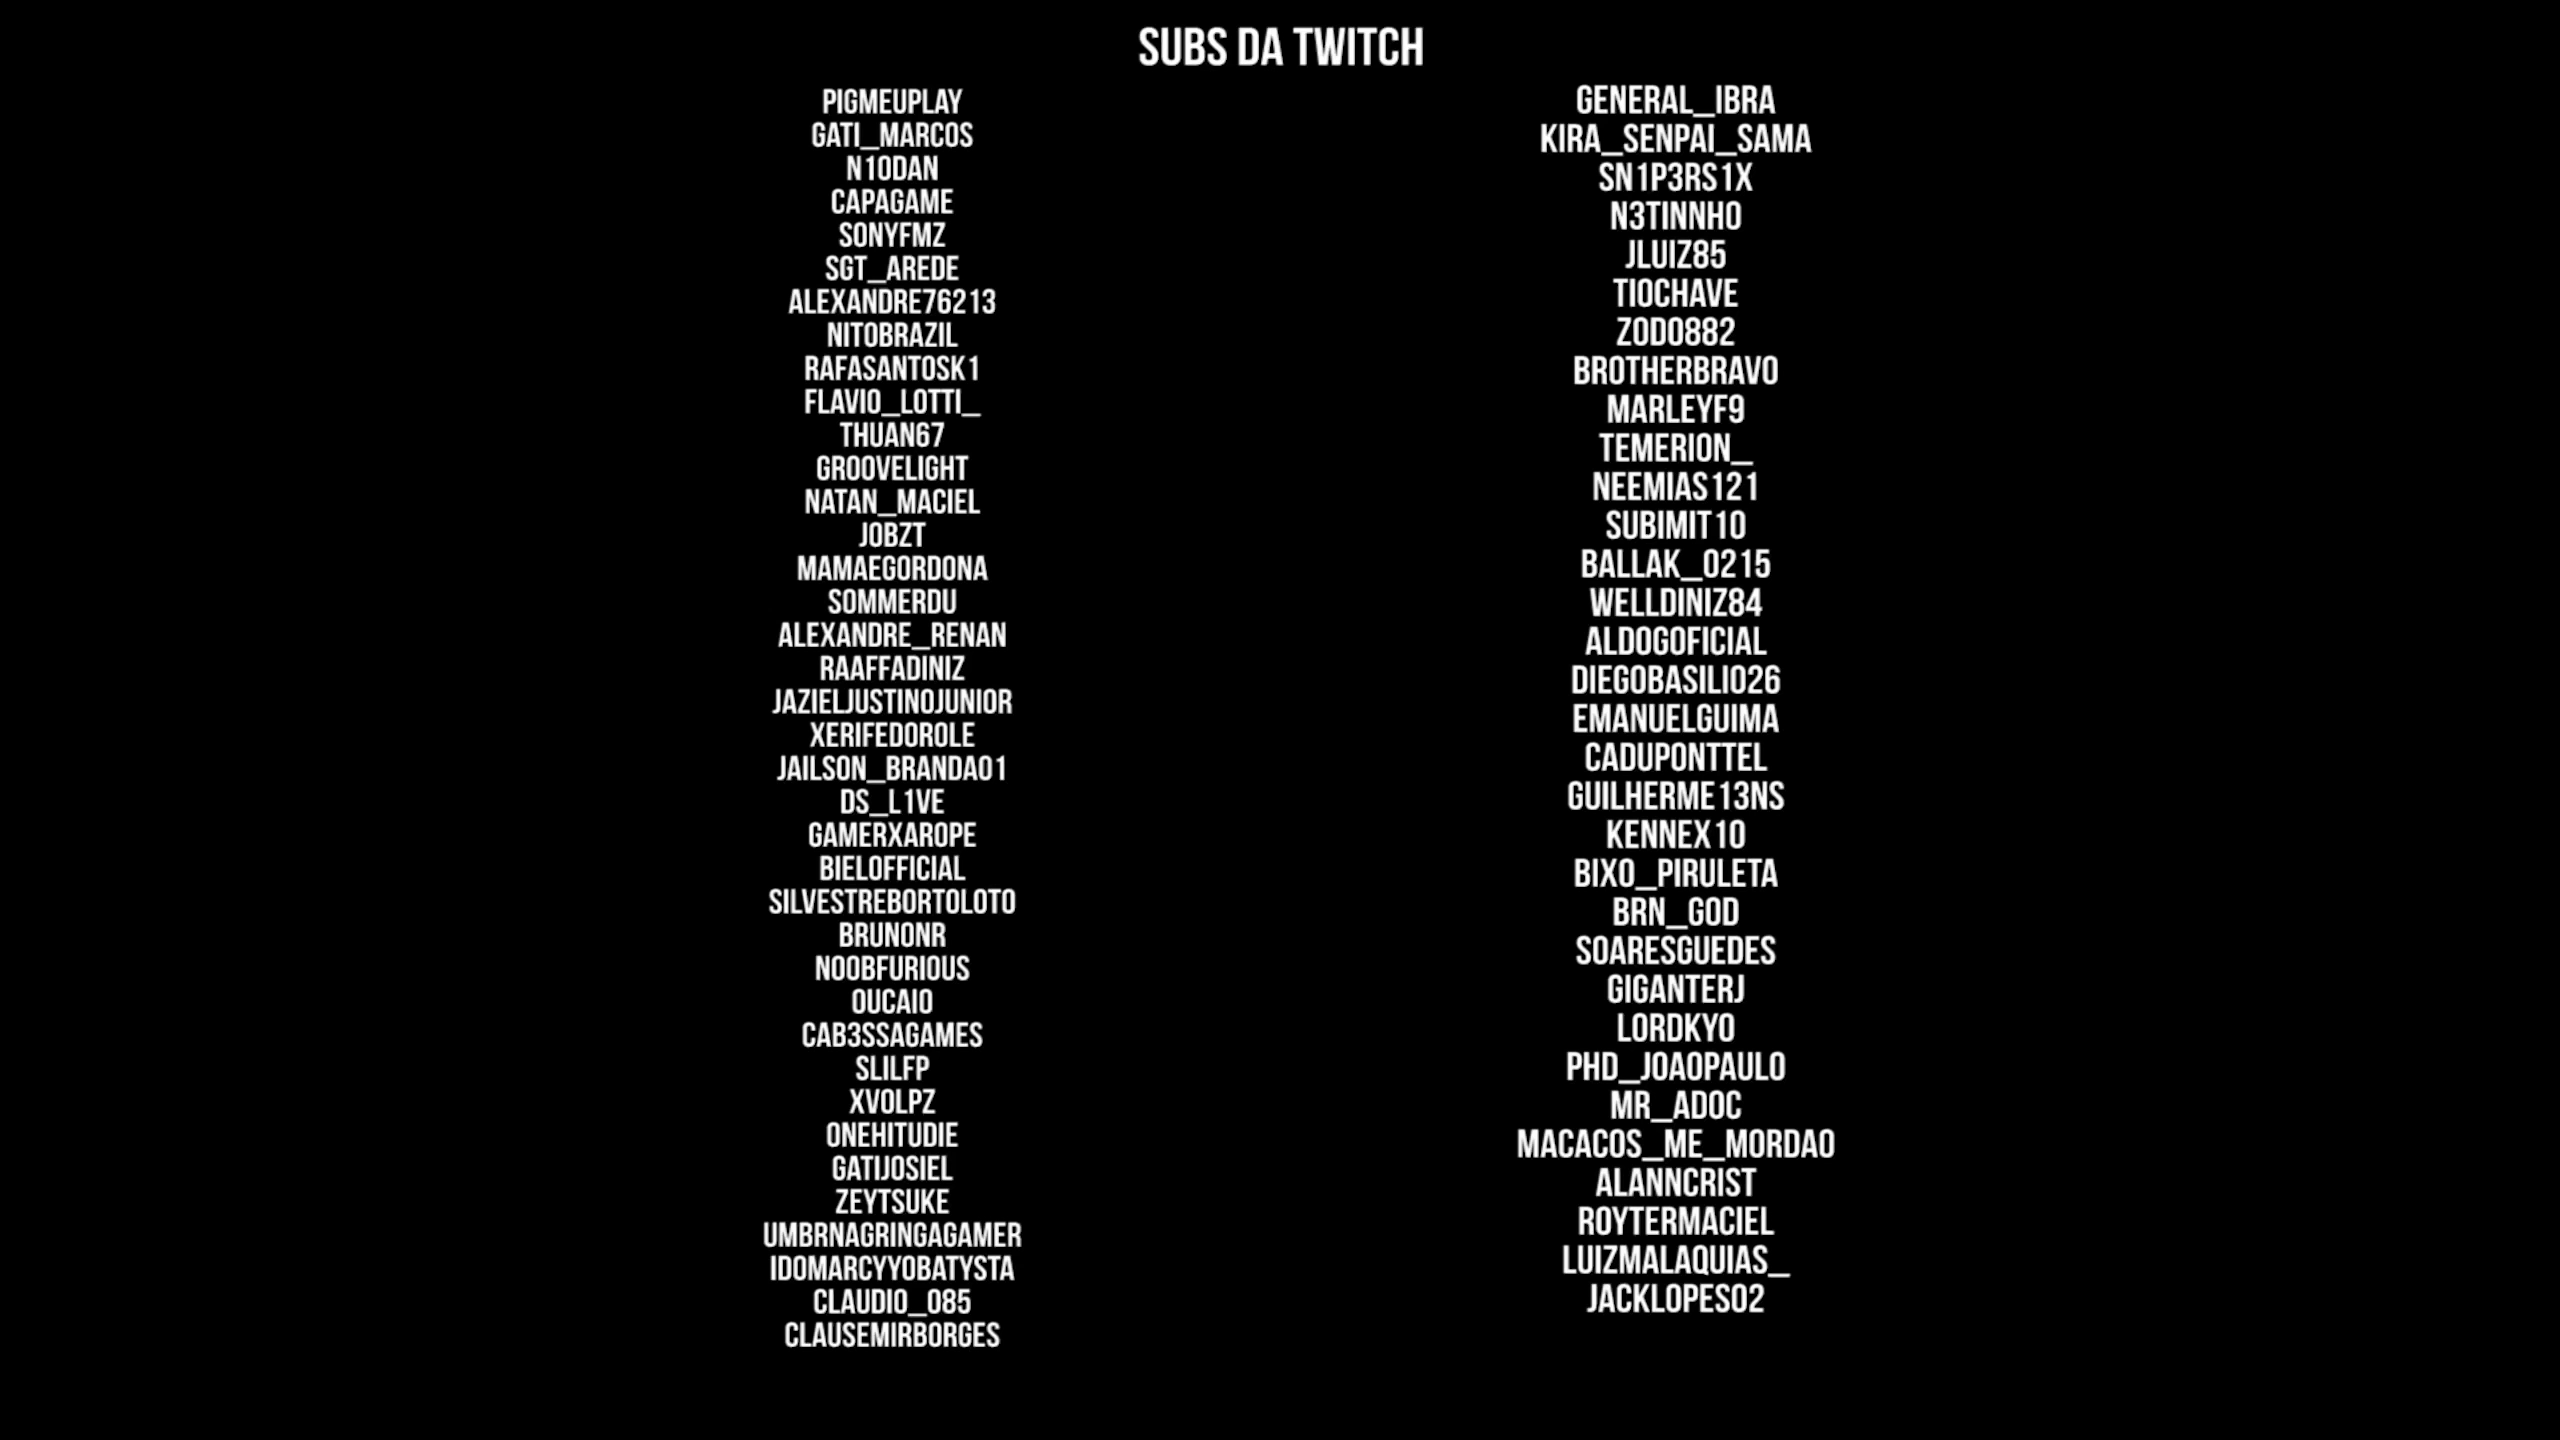 SUBS DA TWITCH
PIGMEUPLAY
GATI_MARCOS
N10DAN
CAPAGAME
SONYFMZ
SGT_AREDE
ALEXANDRE76213
NITOBRAZIL
RAFASANTOSK1
FLAVIO_LOTTI_
THUAN67
GROOVELIGHT
NATAN_MACIEL
JOBZT
MAMAEGORDONA
SOMMERDU
ALEXANDRE_RENAN
RAAFFADINIZ
JAZIELJUSTINOJUNIOR
XERIFEDOROLE
JAILSON_BRANDAO1
DS_L1VE
GAMERXAROPE
BIELOFFICIAL
SILVESTREBORTOLOTO
BRUNONR
NOOBFURIOUS
OUCAIO
CAB3SSAGAMES
SLILFP
XVOLPZ
ONEHITUDIE
GATIJOSIEL
ZEYTSUKE
UMBRNAGRINGAGAMER
IDOMARCYYOBATYSTA
CLAUDIO_085
CLAUSEMIRBORGES
GENERAL_IBRA
KIRA_SENPAI_SAMA
SN1P3RS1X
N3TINNHO
JLUIZ85
TIOCHAVE
ZODO882
BROTHERBRAVO
MARLEYF9
TEMERION_
NEEMIAS121
SUBIMIT10
BALLAK_0215
WELLDINIZ84
ALDOGOFICIAL
DIEGOBASILIO26
EMANUELGUIMA
CADUPONTTEL
GUILHERME13NS
KENNEX10
BIXO_PIRULETA
BRN_GOD
SOARESGUEDES
GIGANTERJ
LORDKYO
PHD_JOAOPAULO
MR_ADOC
MACACOS_ME_MORDAO
ALANNCRIST
ROYTERMACIEL
LUIZMALAQUIAS_
JACKLOPES02